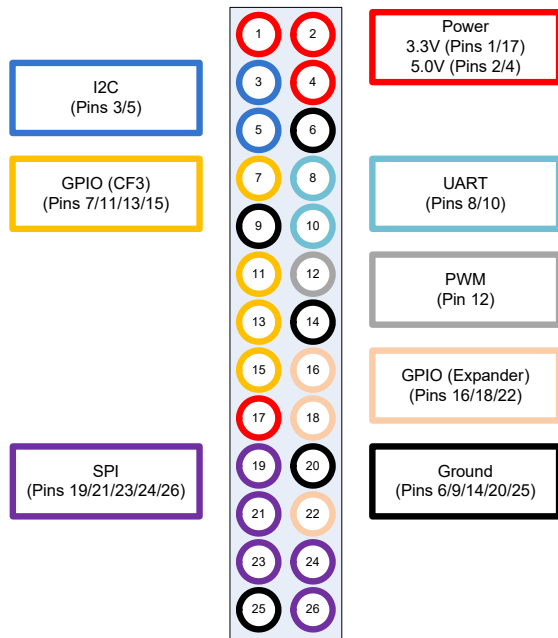 1 2
Power
3.3V (Pins 1/17)
5.0V (Pins 2/4)
I2C
(Pins 3/5)
3 4
5 6
GPIO (CF3)
(Pins 7/11/13/15)
7 8
UART
(Pins 8/10)
9 10
11 12
PWM
(Pin 12)
13 14
15 16
GPIO (Expander)
(Pins 16/18/22)
17 18
SPI
(Pins 19/21/23/24/26)
19 20
Ground
(Pins 6/9/14/20/25)
21 22
23 24
25 26